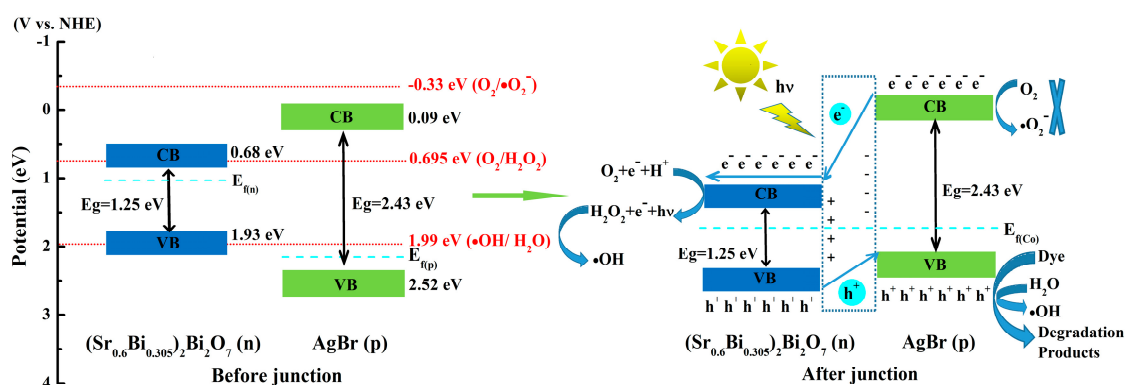 (V vs. NHE)
-1
0
1
2
3
4
Potential (eV)
-0.33 eV (O₂/•O₂⁻)
CB
0.09 eV
CB
0.68 eV
0.695 eV (O₂/H₂O₂)
E_f(n)
Eg=1.25 eV
Eg=2.43 eV
1.93 eV
VB
1.99 eV (•OH/ H₂O)
E_f(p)
VB
2.52 eV
(Sr₀.₆Bi₀.₃₀₅)₂Bi₂O₇ (n)
AgBr (p)
Before junction
hν
e⁻
e⁻ e⁻ e⁻ e⁻ e⁻ e⁻
CB
O₂
•O₂⁻
e⁻ e⁻ e⁻ e⁻ e⁻ e⁻
O₂+e⁻+H⁺
CB
H₂O₂+e⁻+hν
•OH
Eg=1.25 eV
VB
+
+
+
+
-
-
-
-
-
Eg=2.43 eV
E_f(Co)
VB
h⁺
h⁺ h⁺ h⁺ h⁺ h⁺ h⁺
h⁺ h⁺ h⁺ h⁺ h⁺ h⁺
Dye
H₂O
•OH
Degradation
Products
(Sr₀.₆Bi₀.₃₀₅)₂Bi₂O₇ (n)
AgBr (p)
After junction